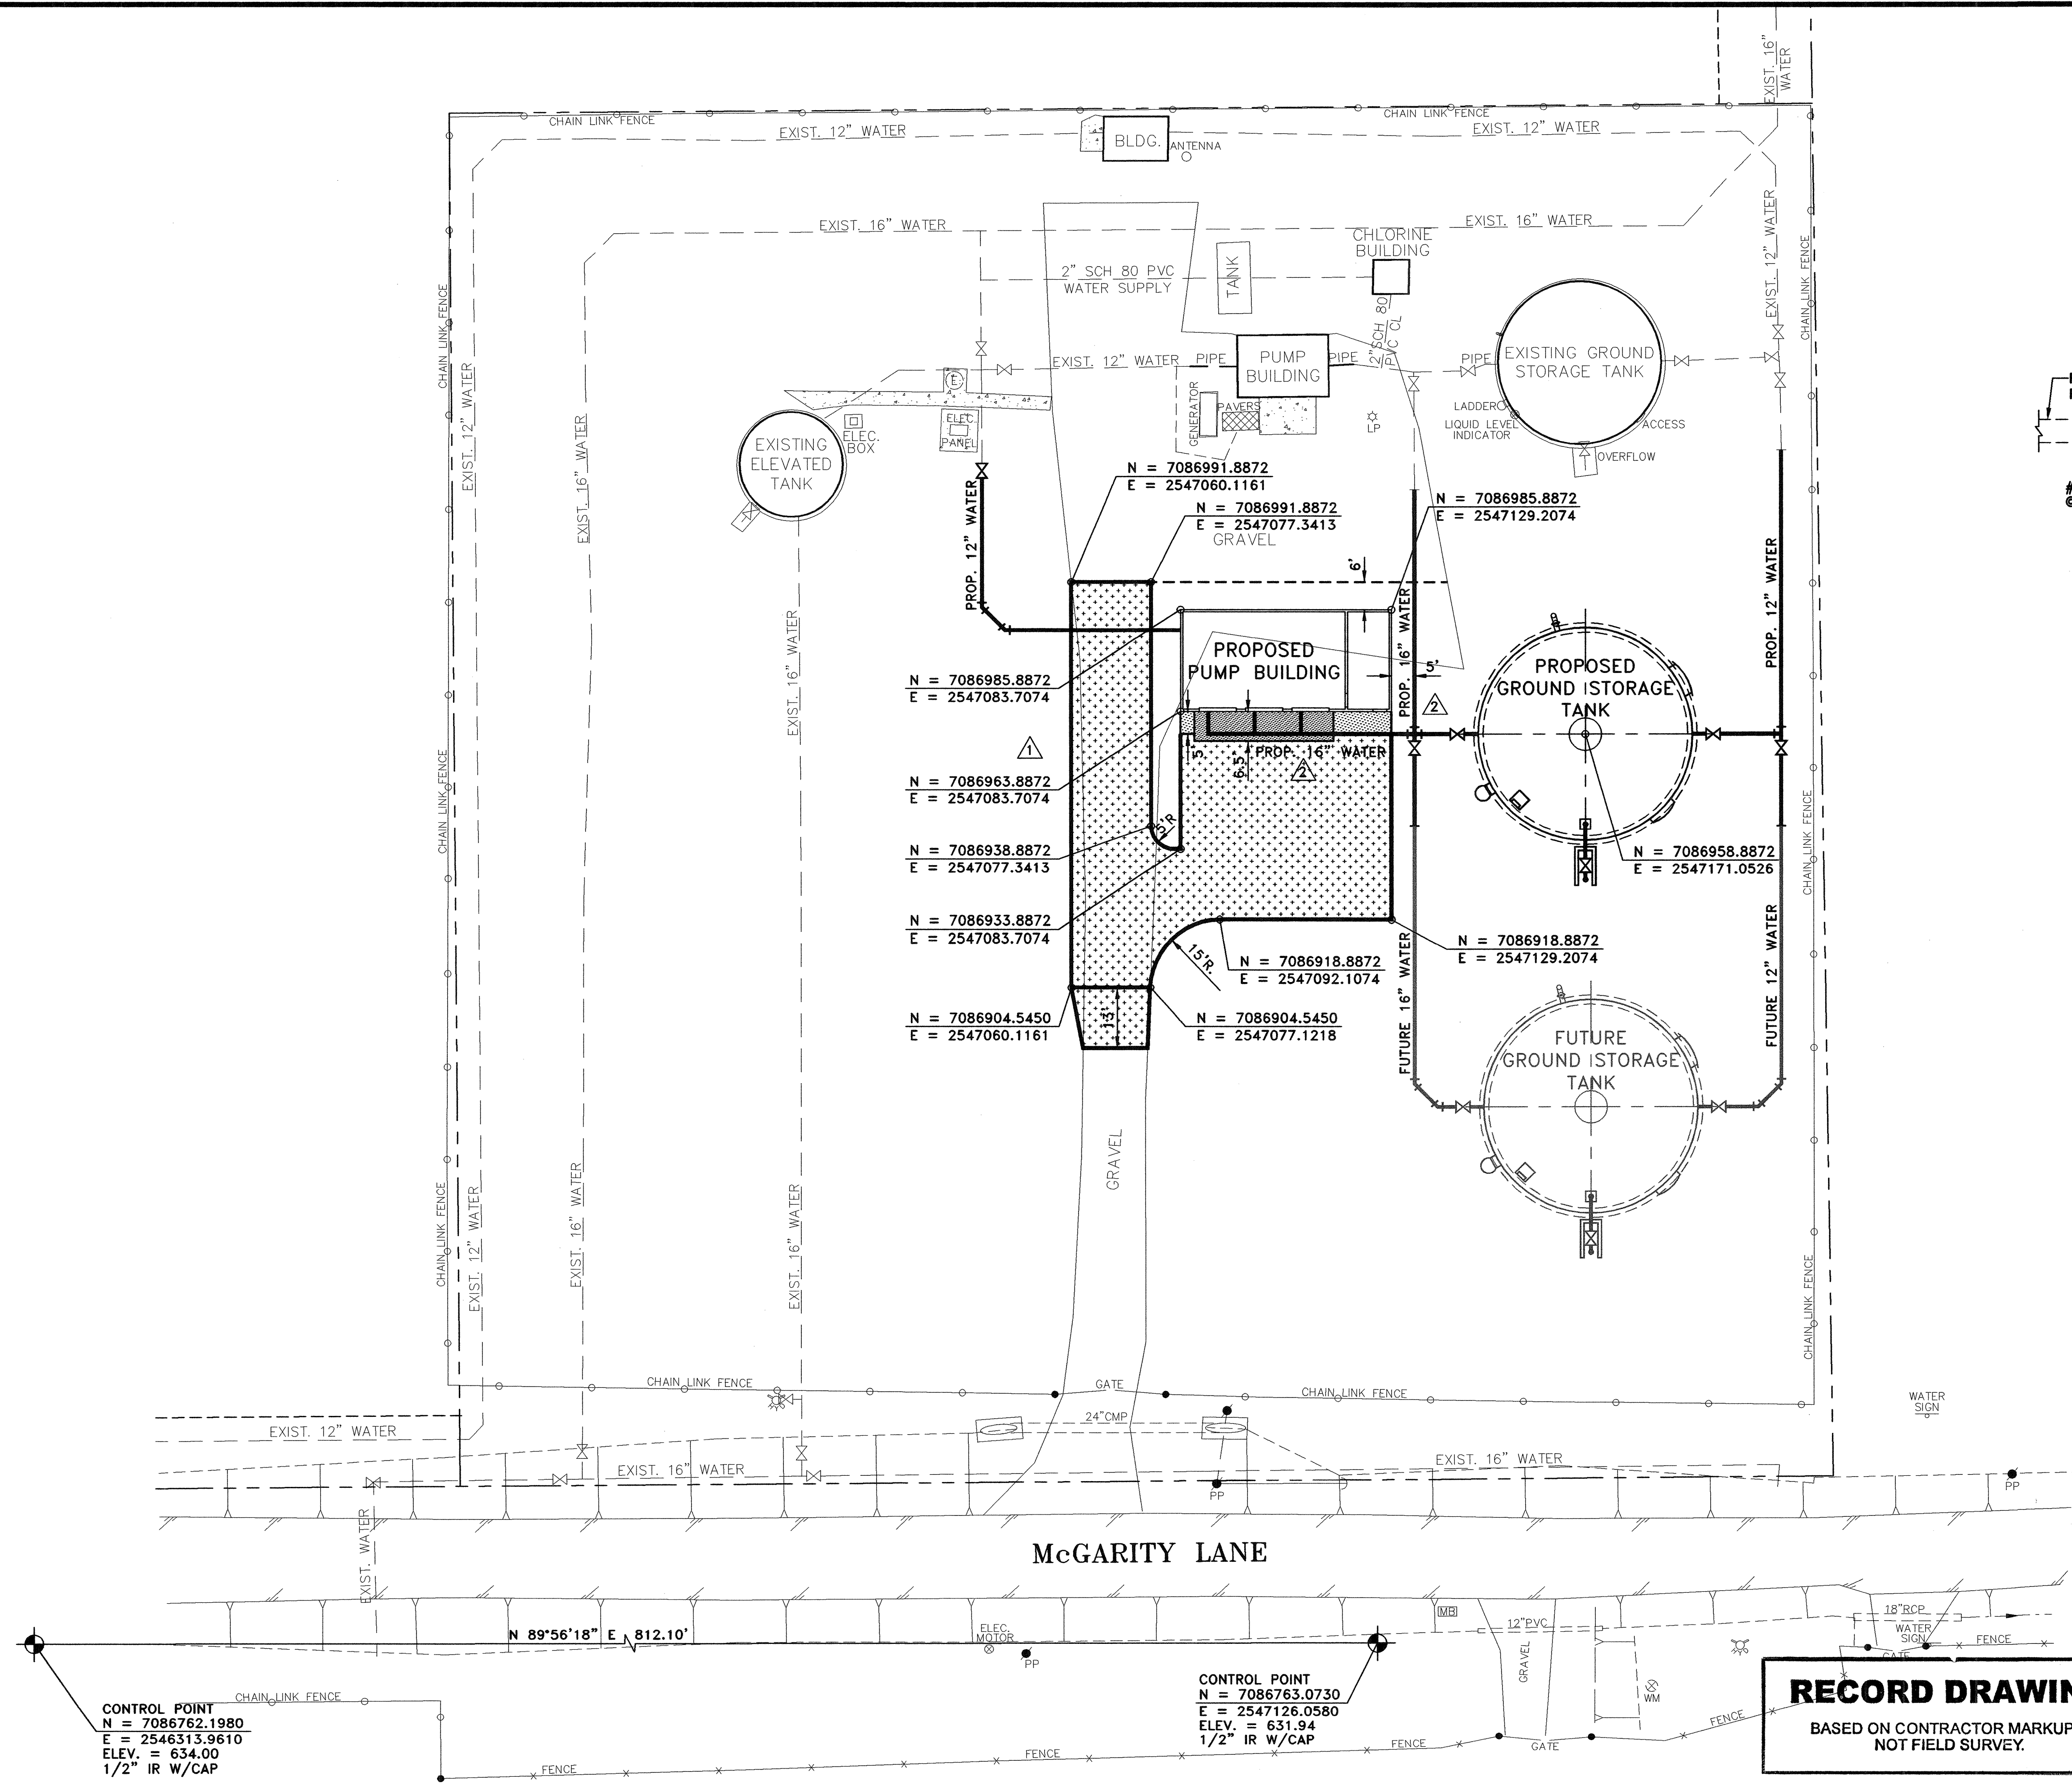 EXIST. 16"
WATER
CHAIN LINK FENCE
CHAIN LINK FENCE
EXIST. 12" WATER
EXIST. 12" WATER
BLDG.
ANTENNA
EXIST. 16" WATER
EXIST. 16" WATER
EXIST. 12" WATER
CHAIN LINK FENCE
CHLORINE
BUILDING
2" SCH 80 PVC
WATER SUPPLY
TANK
2" SCH 80
PVC CL
CHAIN LINK FENCE
EXIST. 12" WATER
EXIST. 12" WATER
PIPE
PUMP
BUILDING
PIPE
PIPE
EXISTING GROUND
STORAGE TANK
E
ELEC.
PANEL
ELEC.
BOX
GENERATOR
PAVERS
LP
LADDER
LIQUID LEVEL
INDICATOR
ACCESS
OVERFLOW
EXISTING
ELEVATED
TANK
EXIST. 16" WATER
PROP. 12" WATER
N = 7086991.8872
E = 2547060.1161
N = 7086991.8872
E = 2547077.3413
GRAVEL
N = 7086985.8872
E = 2547129.2074
6'
PROP. 16" WATER
PROP. 12" WATER
EXIST. 16" WATER
PROPOSED
PUMP BUILDING
5'
2
PROPOSED
GROUND STORAGE
TANK
N = 7086985.8872
E = 2547083.7074
1
5'
6.5'
PROP. 16" WATER
2
N = 7086963.8872
E = 2547083.7074
CHAIN LINK FENCE
CHAIN LINK FENCE
5'R
N = 7086938.8872
E = 2547077.3413
N = 7086958.8872
E = 2547171.0526
N = 7086933.8872
E = 2547083.7074
15'R.
N = 7086918.8872
E = 2547092.1074
N = 7086918.8872
E = 2547129.2074
FUTURE 16" WATER
FUTURE 12" WATER
N = 7086904.5450
E = 2547060.1161
13'
N = 7086904.5450
E = 2547077.1218
FUTURE
GROUND STORAGE
TANK
GRAVEL
CHAIN LINK FENCE
EXIST. 12" WATER
EXIST. 16" WATER
EXIST. 16" WATER
CHAIN LINK FENCE
CHAIN LINK FENCE
GATE
CHAIN LINK FENCE
WATER
SIGN
24"CMP
EXIST. 12" WATER
EXIST. 16" WATER
EXIST. 16" WATER
PP
PP
EXIST. WATER
McGARITY LANE
MB
12"PVC
18"RCP
WATER
SIGN
FENCE
GATE
N 89°56'18" E 812.10'
ELEC.
MOTOR
PP
GRAVEL
WM
CONTROL POINT
N = 7086763.0730
E = 2547126.0580
ELEV. = 631.94
1/2" IR W/CAP
CHAIN LINK FENCE
CONTROL POINT
N = 7086762.1980
E = 2546313.9610
ELEV. = 634.00
1/2" IR W/CAP
FENCE
FENCE
FENCE
GATE
FENCE
RECORD DRAWIN
BASED ON CONTRACTOR MARKUP
NOT FIELD SURVEY.